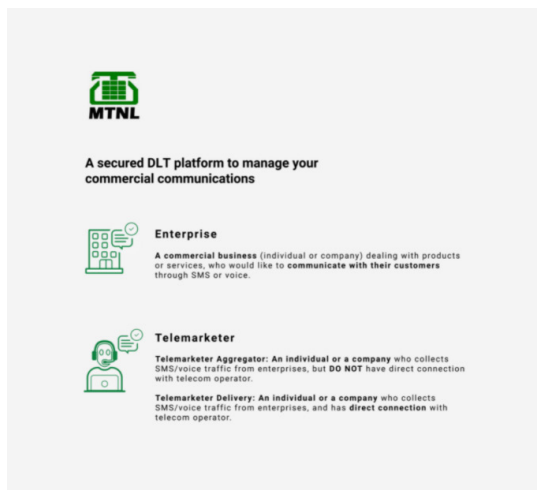 MTNL
A secured DLT platform to manage your
commercial communications
Enterprise
A commercial business (individual or company) dealing with products
or services, who would like to communicate with their customers
through SMS or voice.
Telemarketer
Telemarketer Aggregator: An individual or a company who collects
SMS/voice traffic from enterprises, but DO NOT have direct connection
with telecom operator.
Telemarketer Delivery: An individual or a company who collects
SMS/voice traffic from enterprises, and has direct connection with
telecom operator.